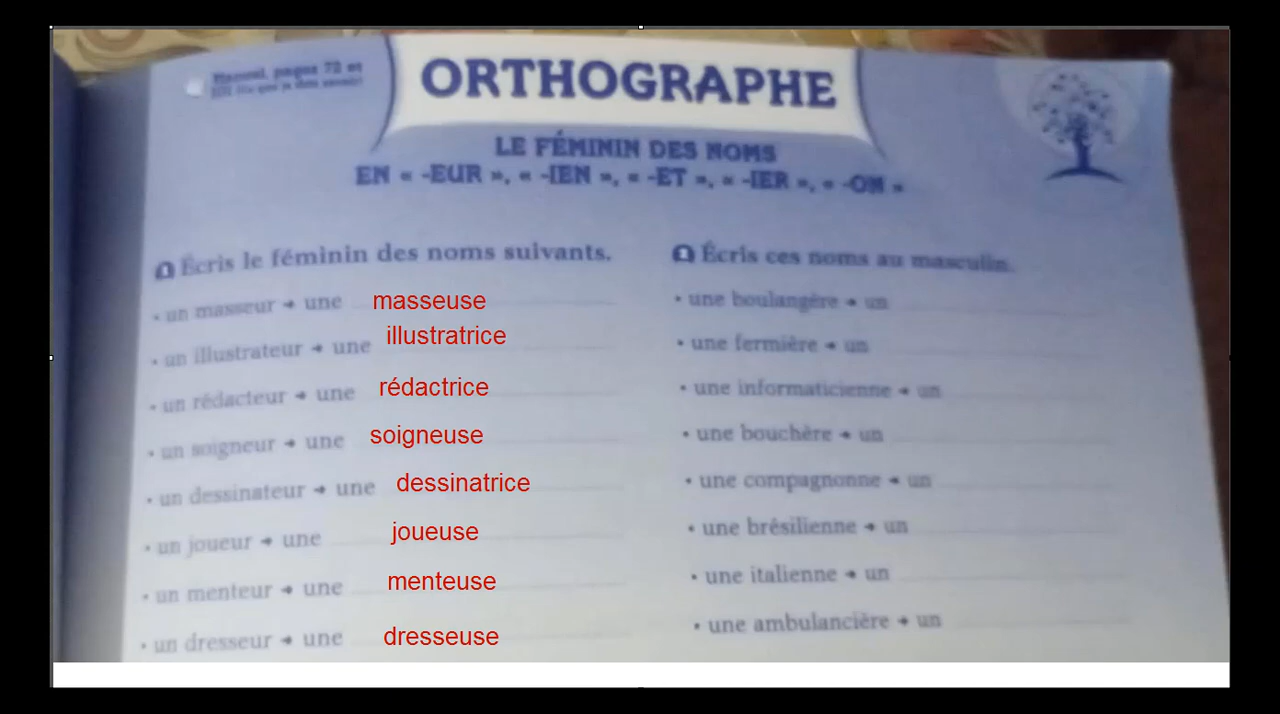 Manuel, pages 72 et
ORTHOGRAPHE
LE FÉMININ DES NOMS
EN « -EUR », « -IEN », « -ET », « -IER », « -ON »
Écris le féminin des noms suivants.
• un masseur → une masseuse
• un illustrateur → une illustratrice
• un rédacteur → une rédactrice
• un soigneur → une soigneuse
• un dessinateur → une dessinatrice
• un joueur → une joueuse
• un menteur → une menteuse
• un dresseur → une dresseuse
Écris ces noms au masculin.
• une boulangère → un
• une fermière → un
• une informaticienne → un
• une bouchère → un
• une compagnonne → un
• une brésilienne → un
• une italienne → un
• une ambulancière → un